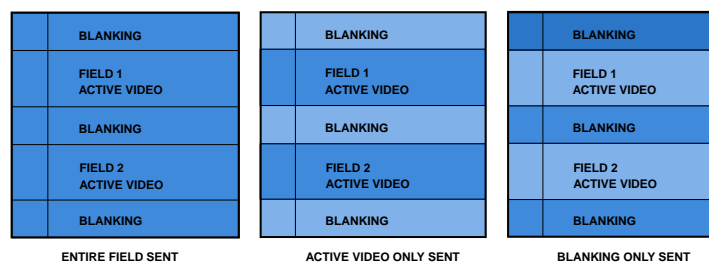 BLANKING
FIELD 1
ACTIVE VIDEO
BLANKING
FIELD 2
ACTIVE VIDEO
BLANKING
ENTIRE FIELD SENT
BLANKING
FIELD 1
ACTIVE VIDEO
BLANKING
FIELD 2
ACTIVE VIDEO
BLANKING
ACTIVE VIDEO ONLY SENT
BLANKING
FIELD 1
ACTIVE VIDEO
BLANKING
FIELD 2
ACTIVE VIDEO
BLANKING
BLANKING ONLY SENT